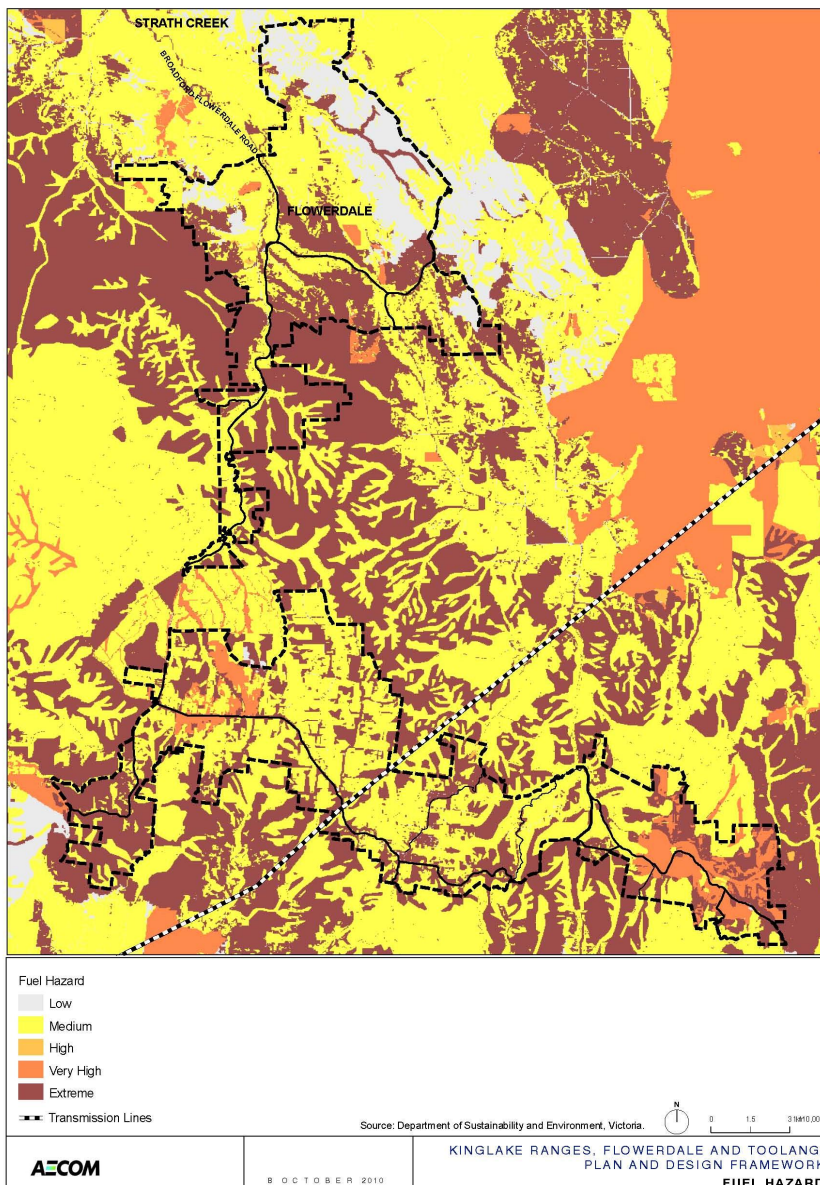 STRATH CREEK
BROADFORD-FLOWERDALE ROAD
FLOWERDALE
Fuel Hazard
Low
Medium
High
Very High
Extreme
Transmission Lines
Source: Department of Sustainability and Environment, Victoria.
N
0 1.5
AECOM
8 OCTOBER 2010
KINGLAKE RANGES, FLOWERDALE AND TOOLANG
PLAN AND DESIGN FRAMEWORK
FUEL HAZARD